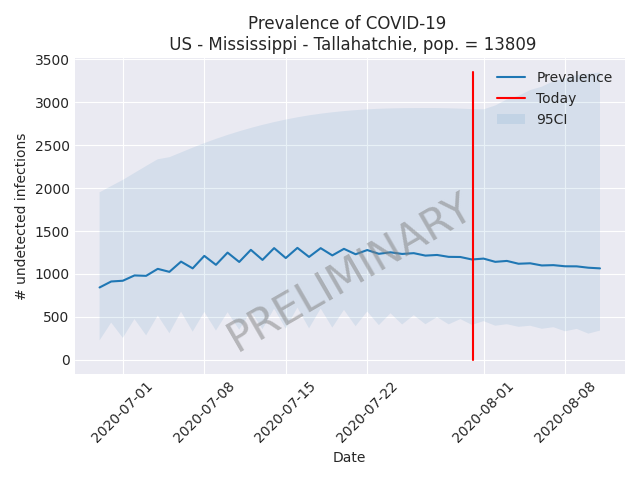 Prevalence of COVID-19
US - Mississippi - Tallahatchie, pop. = 13809
# undetected infections
3500
3000
2500
2000
1500
1000
500
0
Prevalence
Today
95CI
PRELIMINARY
2020-07-01
2020-07-08
2020-07-15
2020-07-22
2020-08-01
2020-08-08
Date